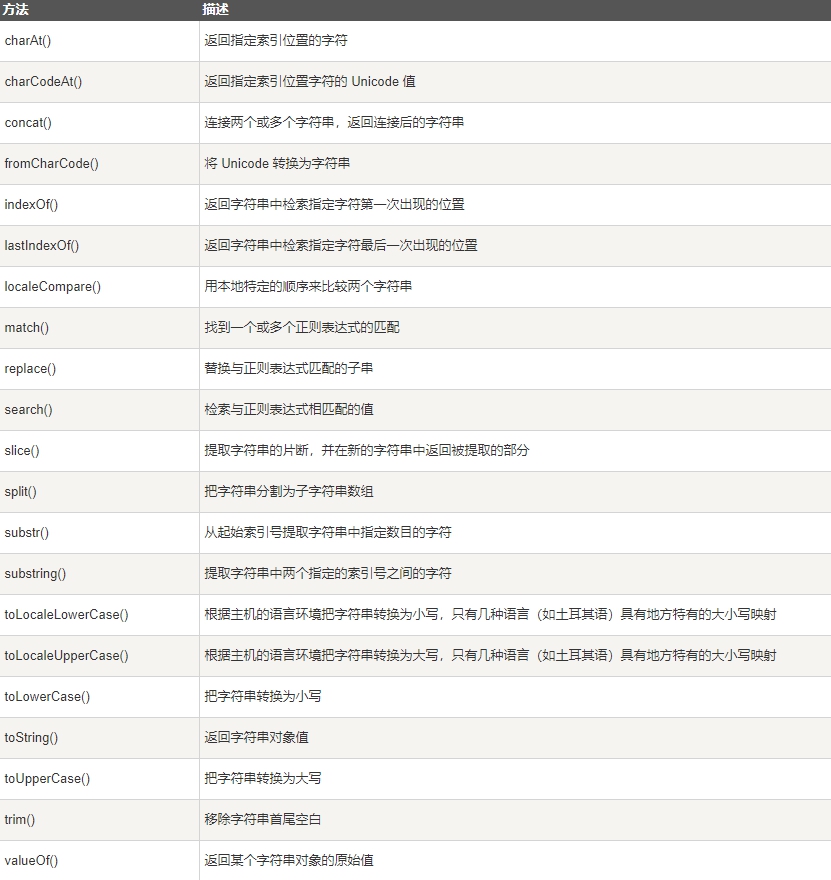 方法 描述
charAt() 返回指定索引位置的字符
charCodeAt() 返回指定索引位置字符的 Unicode 值
concat() 连接两个或多个字符串，返回连接后的字符串
fromCharCode() 将 Unicode 转换为字符串
indexOf() 返回字符串中检索指定字符第一次出现的位置
lastIndexOf() 返回字符串中检索指定字符最后一次出现的位置
localeCompare() 用本地特定的顺序来比较两个字符串
match() 找到一个或多个正则表达式的匹配
replace() 替换与正则表达式匹配的子串
search() 检索与正则表达式相匹配的值
slice() 提取字符串的片断，并在新的字符串中返回被提取的部分
split() 把字符串分割为子字符串数组
substr() 从起始索引号提取字符串中指定数目的字符
substring() 提取字符串中两个指定的索引号之间的字符
toLocaleLowerCase() 根据主机的语言环境把字符串转换为小写，只有几种语言（如土耳其语）具有地方特有的大小写映射
toLocaleUpperCase() 根据主机的语言环境把字符串转换为大写，只有几种语言（如土耳其语）具有地方特有的大小写映射
toLowerCase() 把字符串转换为小写
toString() 返回字符串对象值
toUpperCase() 把字符串转换为大写
trim() 移除字符串首尾空白
valueOf() 返回某个字符串对象的原始值